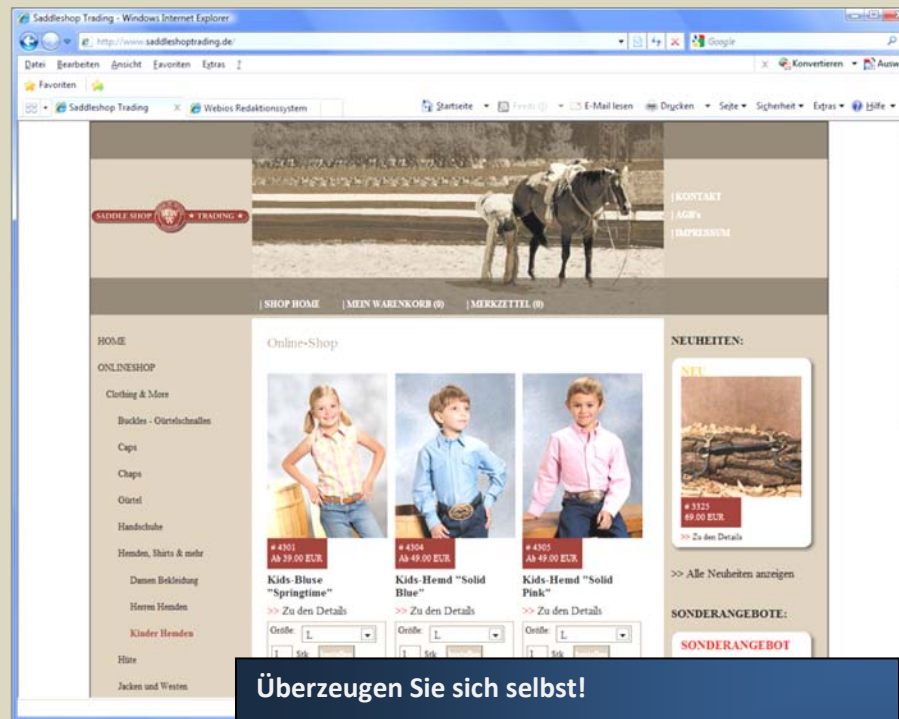 Saddleshop Trading - Windows Internet Explorer
http://www.saddleshoptrading.de/
Google
Datei Bearbeiten Ansicht Favoriten Extras ?
Konvertieren Ausw
Favoriten
Saddleshop Trading x Webios Redaktionssystem
Startseite Feeds E-Mail lesen Drucken Seite Sicherheit Extras Hilfe
SADDLE SHOP ★ TRADING ★
| KONTAKT
| AGB's
| IMPRESSUM
| SHOP HOME | MEIN WARENKORB (0) | MERKZETTEL (0)
HOME
ONLINESHOP
Clothing & More
Buckles - Gürtelschnallen
Caps
Chaps
Gürtel
Handschuhe
Hemden, Shirts & mehr
Damen Bekleidung
Herren Hemden
Kinder Hemden
Hüte
Jacken und Westen
Online-Shop
# 4301
Ab 39.00 EUR
Kids-Bluse
"Springtime"
>> Zu den Details
Größe: L
1 Stk
# 4304
Ab 49.00 EUR
Kids-Hemd "Solid
Blue"
>> Zu den Details
Größe: L
1 Stk
# 4305
Ab 49.00 EUR
Kids-Hemd "Solid
Pink"
>> Zu den Details
Größe: L
1 Stk
NEUHEITEN:
NEU
# 3325
69.00 EUR
>> Zu den Details
>> Alle Neuheiten anzeigen
SONDERANGEBOTE:
SONDERANGEBOT
Überzeugen Sie sich selbst!